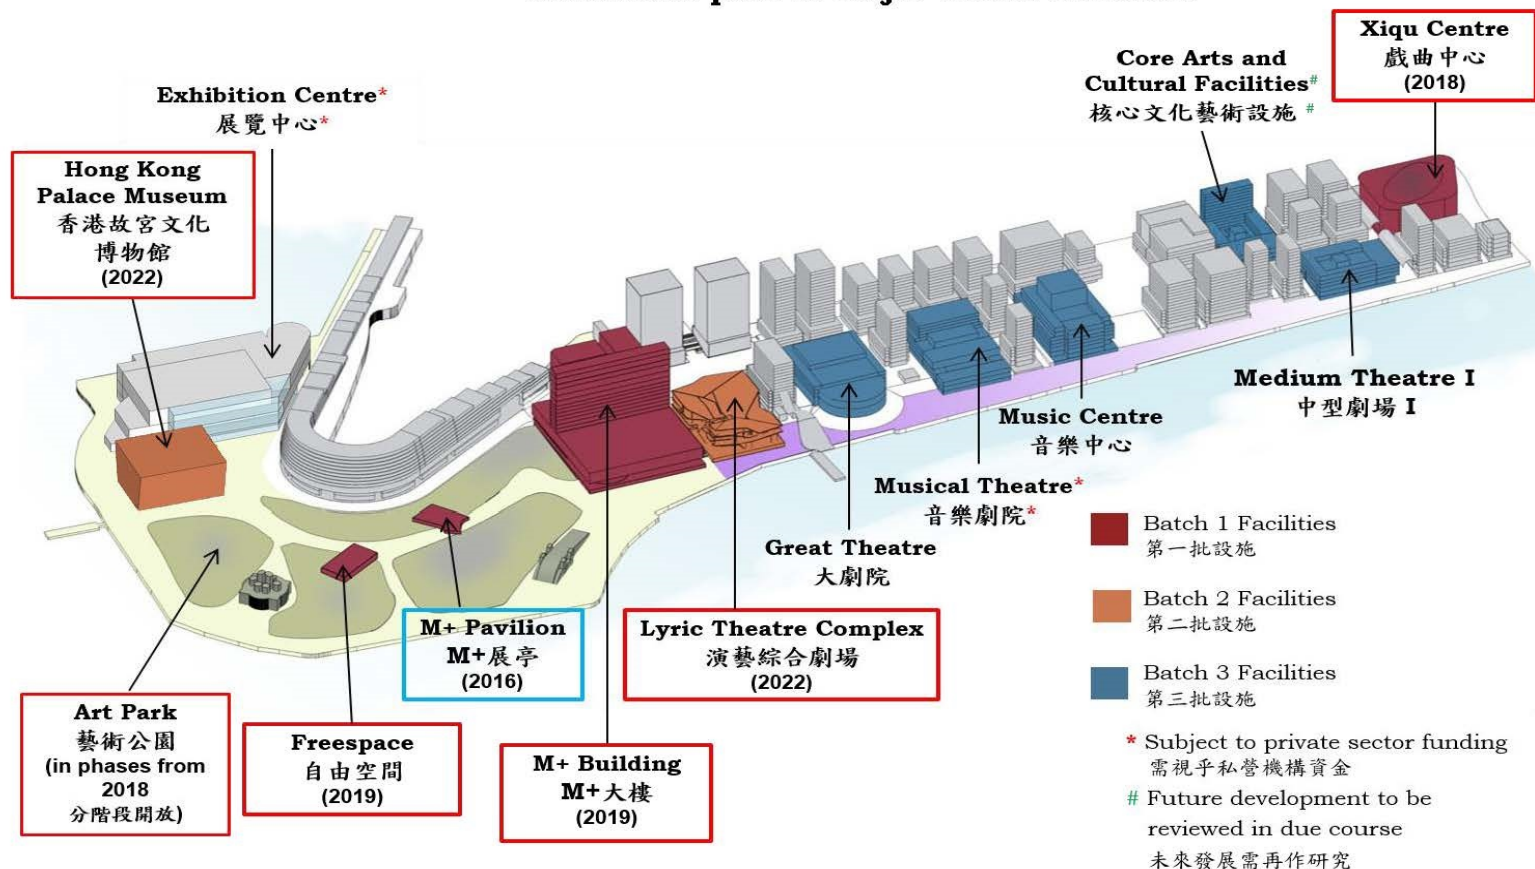 Exhibition Centre*
展覽中心*
Hong Kong
Palace Museum
香港故宮文化
博物館
(2022)
Core Arts and
Cultural Facilities#
核心文化藝術設施 #
Xiqu Centre
戲曲中心
(2018)
Medium Theatre I
中型劇場 I
Music Centre
音樂中心
Musical Theatre*
音樂劇院*
Great Theatre
大劇院
Lyric Theatre Complex
演藝綜合劇場
(2022)
M+ Pavilion
M+展亭
(2016)
M+ Building
M+大樓
(2019)
Freespace
自由空間
(2019)
Art Park
藝術公園
(in phases from
2018
分階段開放)
Batch 1 Facilities
第一批設施
Batch 2 Facilities
第二批設施
Batch 3 Facilities
第三批設施
* Subject to private sector funding
需視乎私營機構資金
# Future development to be
reviewed in due course
未來發展需再作研究